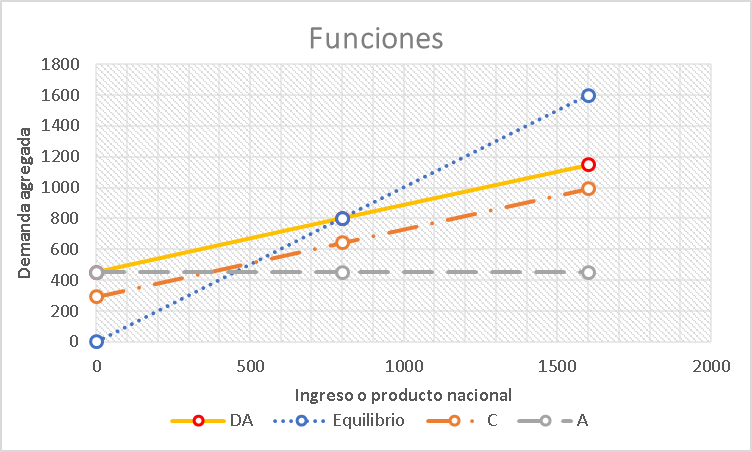 Funciones
1800
1600
1400
1200
1000
800
600
400
200
0
Demanda agregada
0 500 1000 1500 2000
Ingreso o producto nacional
DA Equilibrio C A